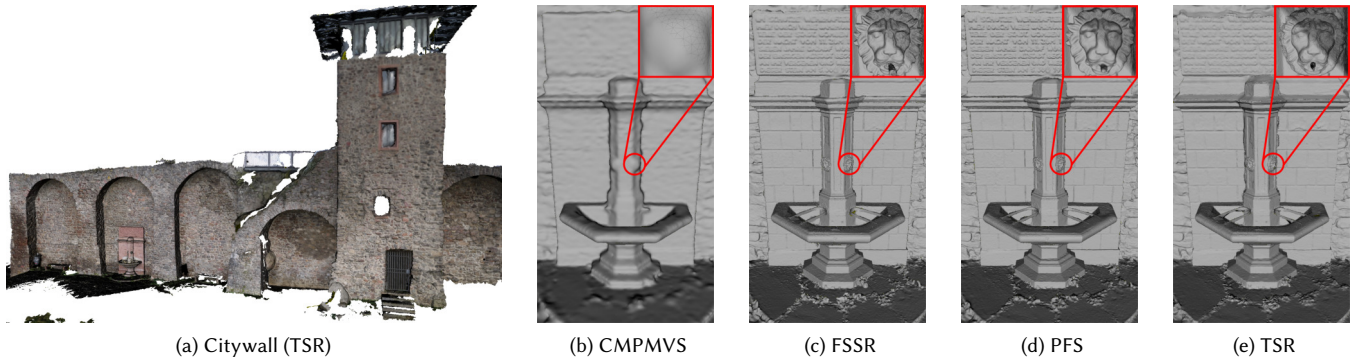 (a) Citywall (TSR)
(b) CMPMVS
(c) FSSR
(d) PFS
(e) TSR